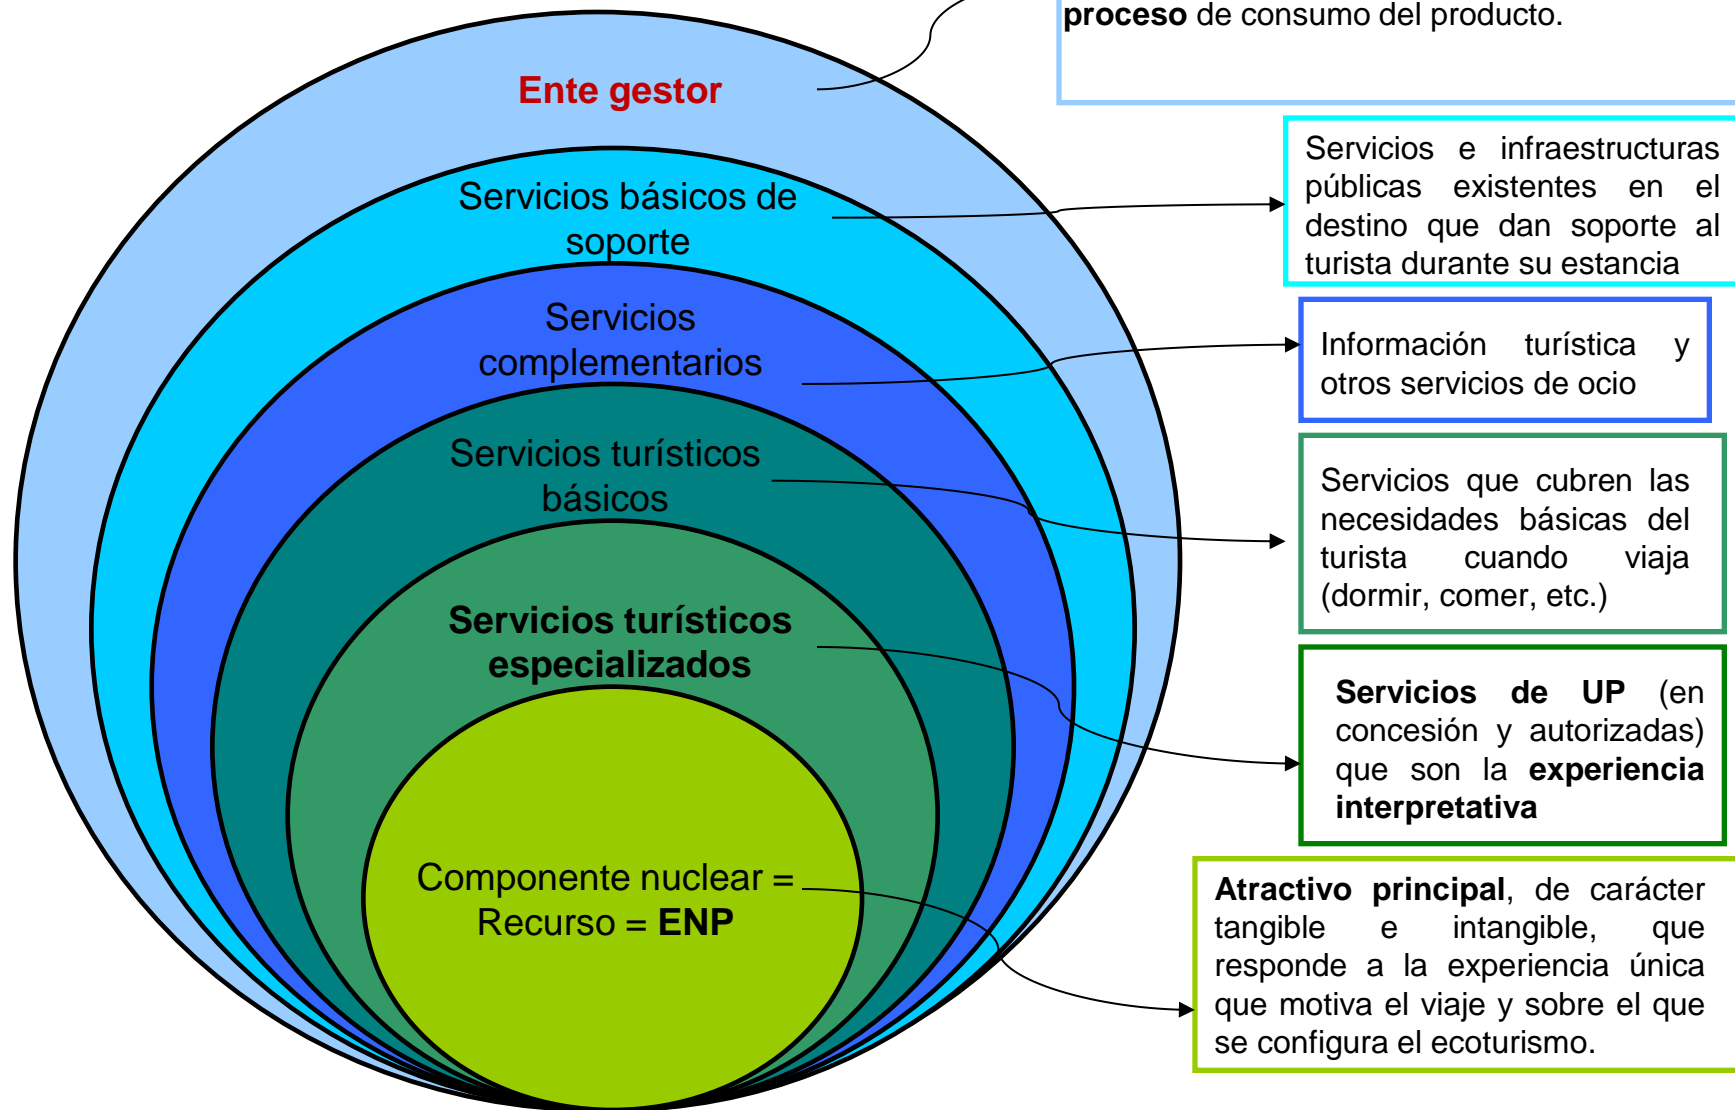 proceso de consumo del producto.
Ente gestor
Servicios básicos de
soporte
Servicios e infraestructuras
públicas existentes en el
destino que dan soporte al
turista durante su estancia
Servicios
complementarios
Información turística y
otros servicios de ocio
Servicios turísticos
básicos
Servicios que cubren las
necesidades básicas del
turista cuando viaja
(dormir, comer, etc.)
Servicios turísticos
especializados
Servicios de UP (en
concesión y autorizadas)
que son la experiencia
interpretativa
Componente nuclear =
Recurso = ENP
Atractivo principal, de carácter
tangible e intangible, que
responde a la experiencia única
que motiva el viaje y sobre el que
se configura el ecoturismo.